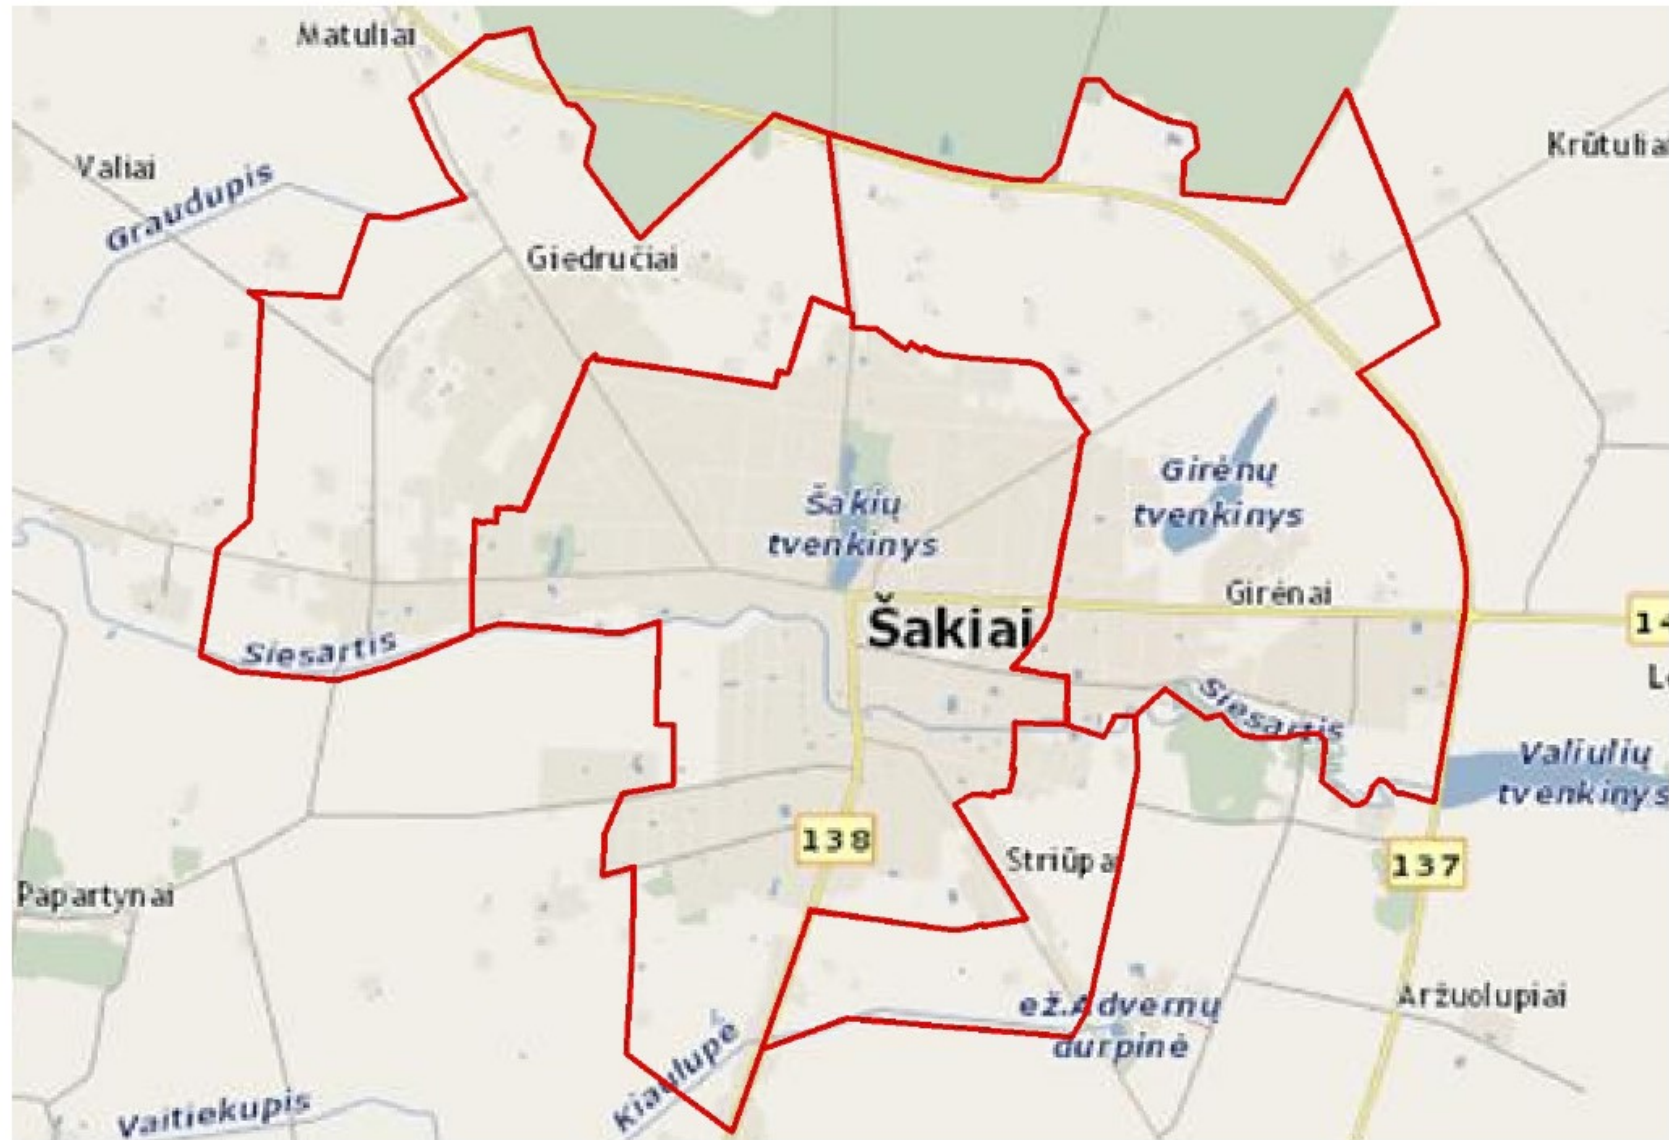 Matuliai
Krūtuliai
Valiai
Graudupis
Giedručiai
Girėnų
tvenkinys
Šakių
tvenkinys
Girėnai
Šakiai
14
Siesartis
Siesartis
Valiulių
tvenkinys
138
Striūpai
137
Papartynai
Aržuolupiai
ež.Advernų
durpinė
Kiaulupė
Vaitiekupis